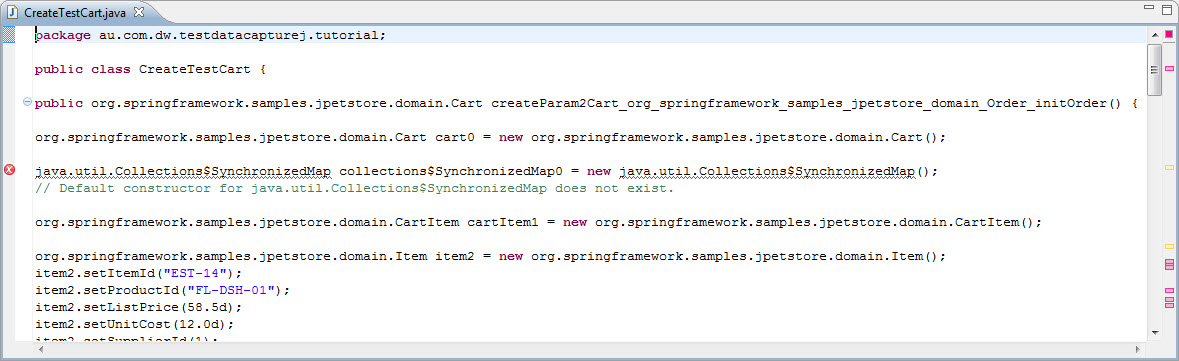 CreateTestCart.java
package au.com.dw.testdatacapturej.tutorial;
public class CreateTestCart {
public org.springframework.samples.jpetstore.domain.Cart createParam2Cart_org_springframework_samples_jpetstore_domain_Order_initOrder() {
org.springframework.samples.jpetstore.domain.Cart cart0 = new org.springframework.samples.jpetstore.domain.Cart();
java.util.Collections$SynchronizedMap collections$SynchronizedMap0 = new java.util.Collections$SynchronizedMap();
// Default constructor for java.util.Collections$SynchronizedMap does not exist.
org.springframework.samples.jpetstore.domain.CartItem cartItem1 = new org.springframework.samples.jpetstore.domain.CartItem();
org.springframework.samples.jpetstore.domain.Item item2 = new org.springframework.samples.jpetstore.domain.Item();
item2.setItemId("EST-14");
item2.setProductId("FL-DSH-01");
item2.setListPrice(58.5d);
item2.setUnitCost(12.0d);
item2.setSupplierId(1);